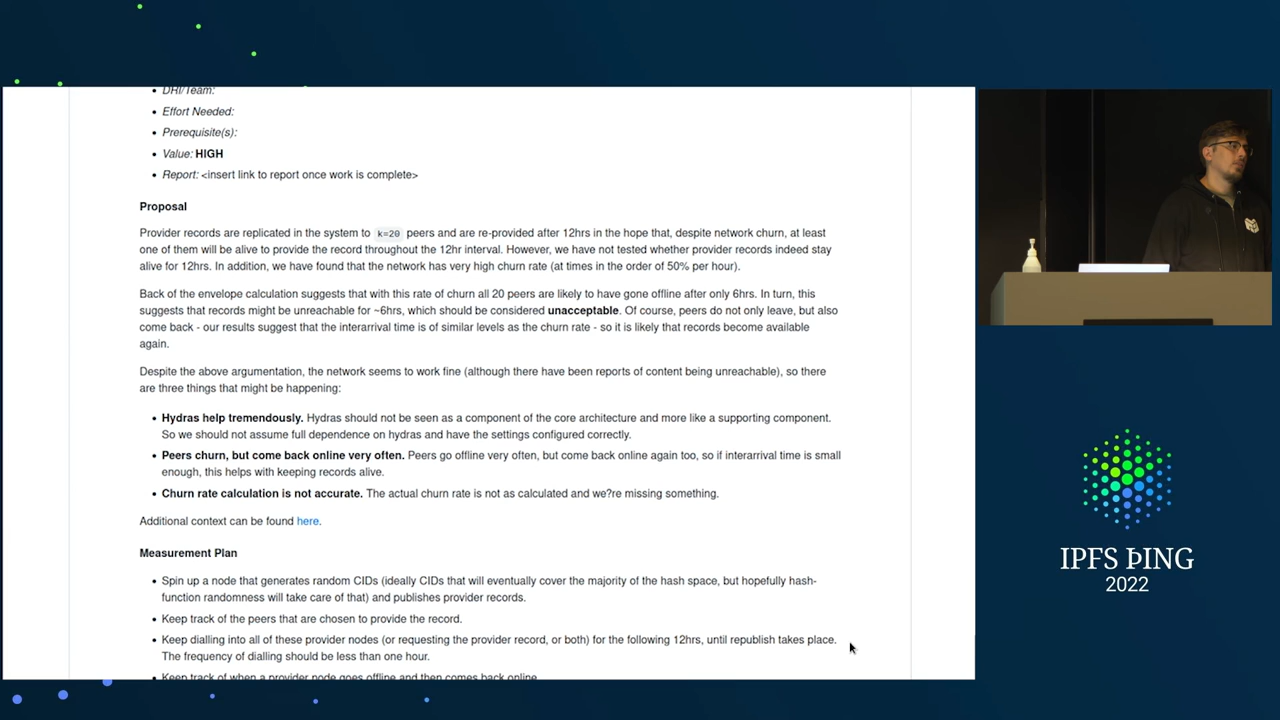 DRI/Team:
Effort Needed:
Prerequisite(s):
Value: HIGH
Report: <insert link to report once work is complete>
Proposal
Provider records are replicated in the system to k=20 peers and are re-provided after 12hrs in the hope that, despite network churn, at least
one of them will be alive to provide the record throughout the 12hr interval. However, we have not tested whether provider records indeed stay
alive for 12hrs. In addition, we have found that the network has very high churn rate (at times in the order of 50% per hour).
Back of the envelope calculation suggests that with this rate of churn all 20 peers are likely to have gone offline after only 6hrs. In turn, this
suggests that records might be unreachable for ~6hrs, which should be considered unacceptable. Of course, peers do not only leave, but also
come back - our results suggest that the interarrival time is of similar levels as the churn rate - so it is likely that records become available
again.
Despite the above argumentation, the network seems to work fine (although there have been reports of content being unreachable), so there
are three things that might be happening:
• Hydras help tremendously. Hydras should not be seen as a component of the core architecture and more like a supporting component.
So we should not assume full dependence on hydras and have the settings configured correctly.
• Peers churn, but come back online very often. Peers go offline very often, but come back online again too, so if interarrival time is small
enough, this helps with keeping records alive.
• Churn rate calculation is not accurate. The actual churn rate is not as calculated and we?re missing something.
Additional context can be found here.
Measurement Plan
• Spin up a node that generates random CIDs (ideally CIDs that will eventually cover the majority of the hash space, but hopefully hash-
function randomness will take care of that) and publishes provider records.
• Keep track of the peers that are chosen to provide the record.
• Keep dialling into all of these provider nodes (or requesting the provider record, or both) for the following 12hrs, until republish takes place.
The frequency of dialling should be less than one hour.
• Keep track of when a provider node goes offline and then comes back online.
IPFS ÞING
2022